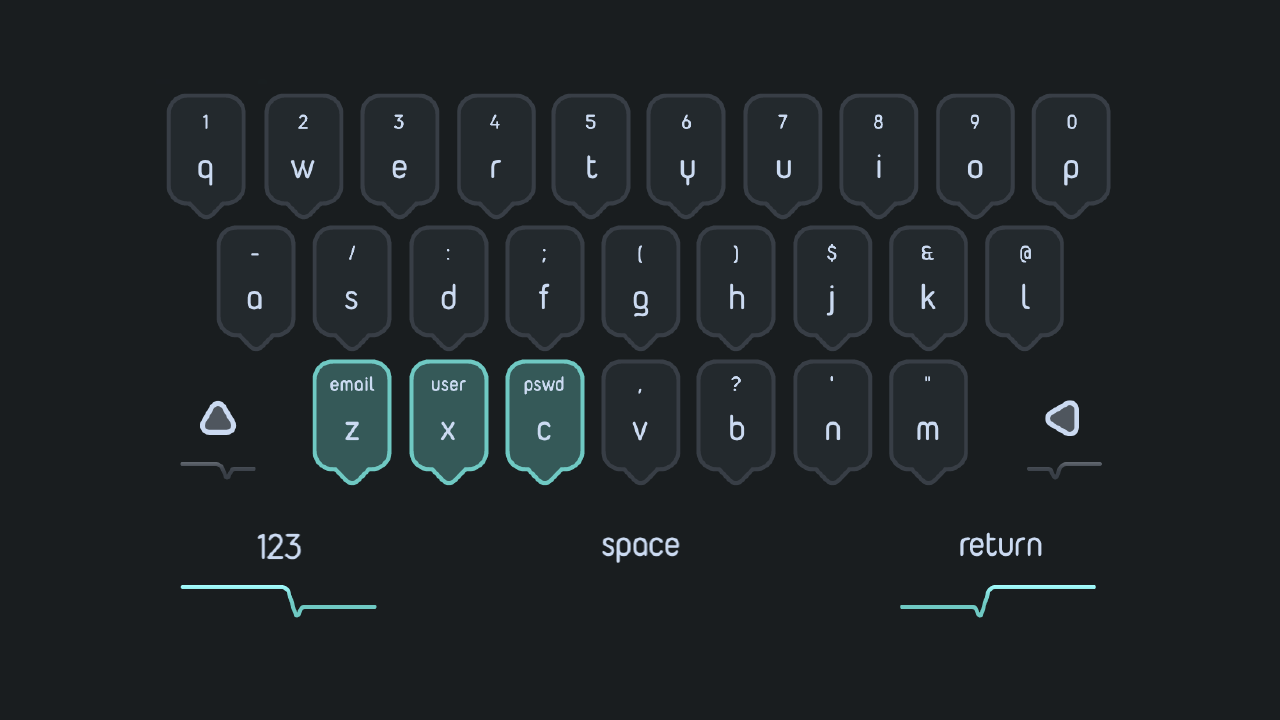 1 2 3 4 5 6 7 8 9 0
q w e r t y u i o p
- / : ; ( ) $ & @
a s d f g h j k l
email user pswd , ? ' "
z x c v b n m
123 space return